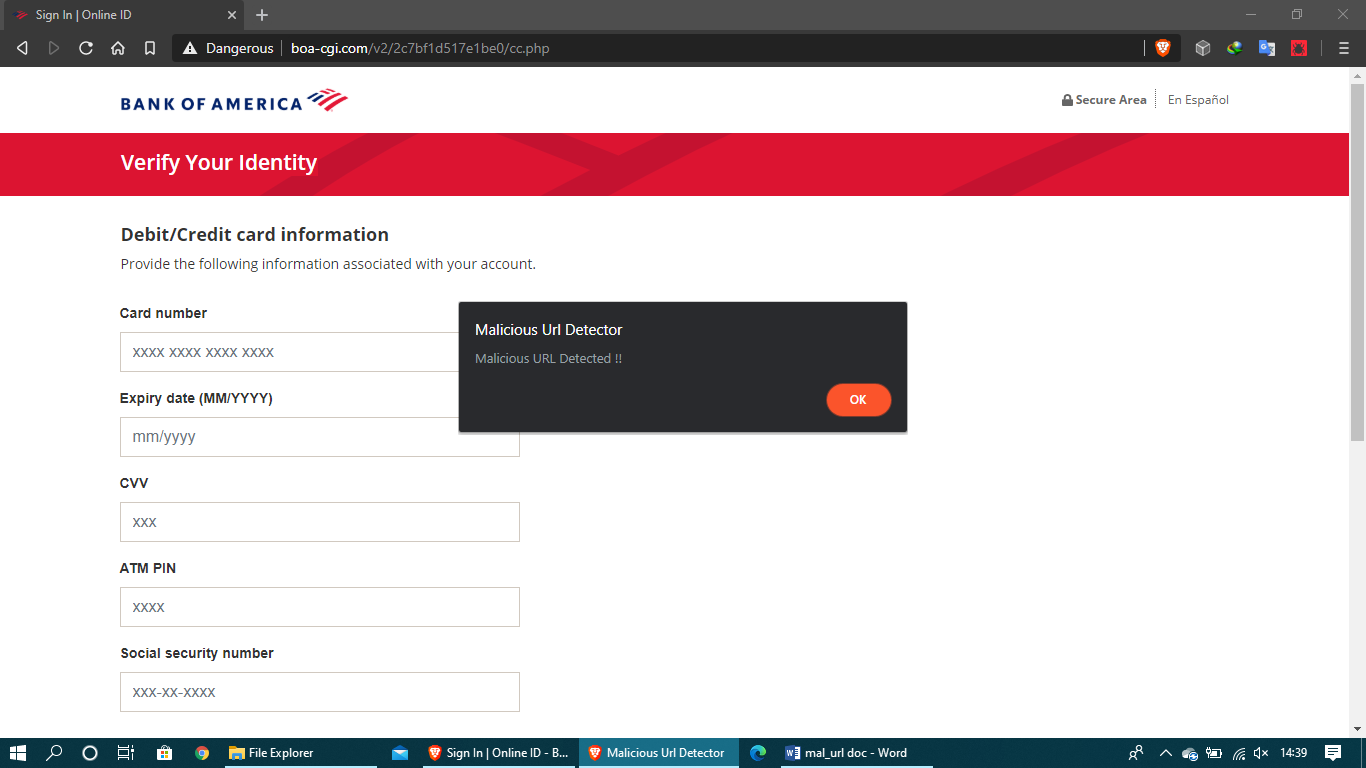 Sign In | Online ID
Dangerous
boa-cgi.com/v2/2c7bf1d517e1be0/cc.php
BANK OF AMERICA
Secure Area
En Español
Verify Your Identity
Debit/Credit card information
Provide the following information associated with your account.
Card number
xxxx xxxx xxxx xxxx
Malicious Url Detector
Malicious URL Detected !!
OK
Expiry date (MM/YYYY)
mm/yyyy
CVV
xxx
ATM PIN
xxxx
Social security number
xxx-xx-xxxx
File Explorer
Sign In | Online ID - B...
Malicious Url Detector
mal_url doc - Word
14:39